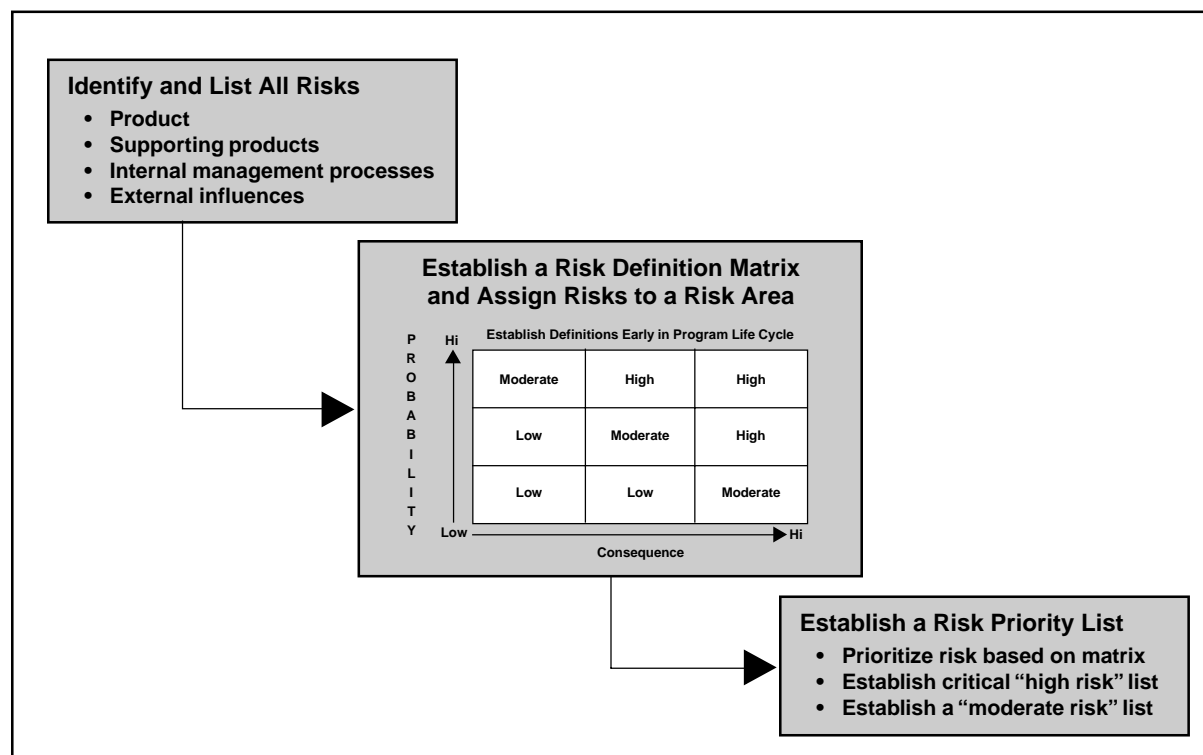 Identify and List All Risks
• Product
• Supporting products
• Internal management processes
• External influences
Establish a Risk Definition Matrix
and Assign Risks to a Risk Area
Establish Definitions Early in Program Life Cycle
PROBABILITY
Hi
Moderate High High
Low Moderate High
Low Low Moderate
Low
Hi
Consequence
Establish a Risk Priority List
• Prioritize risk based on matrix
• Establish critical “high risk” list
• Establish a “moderate risk” list